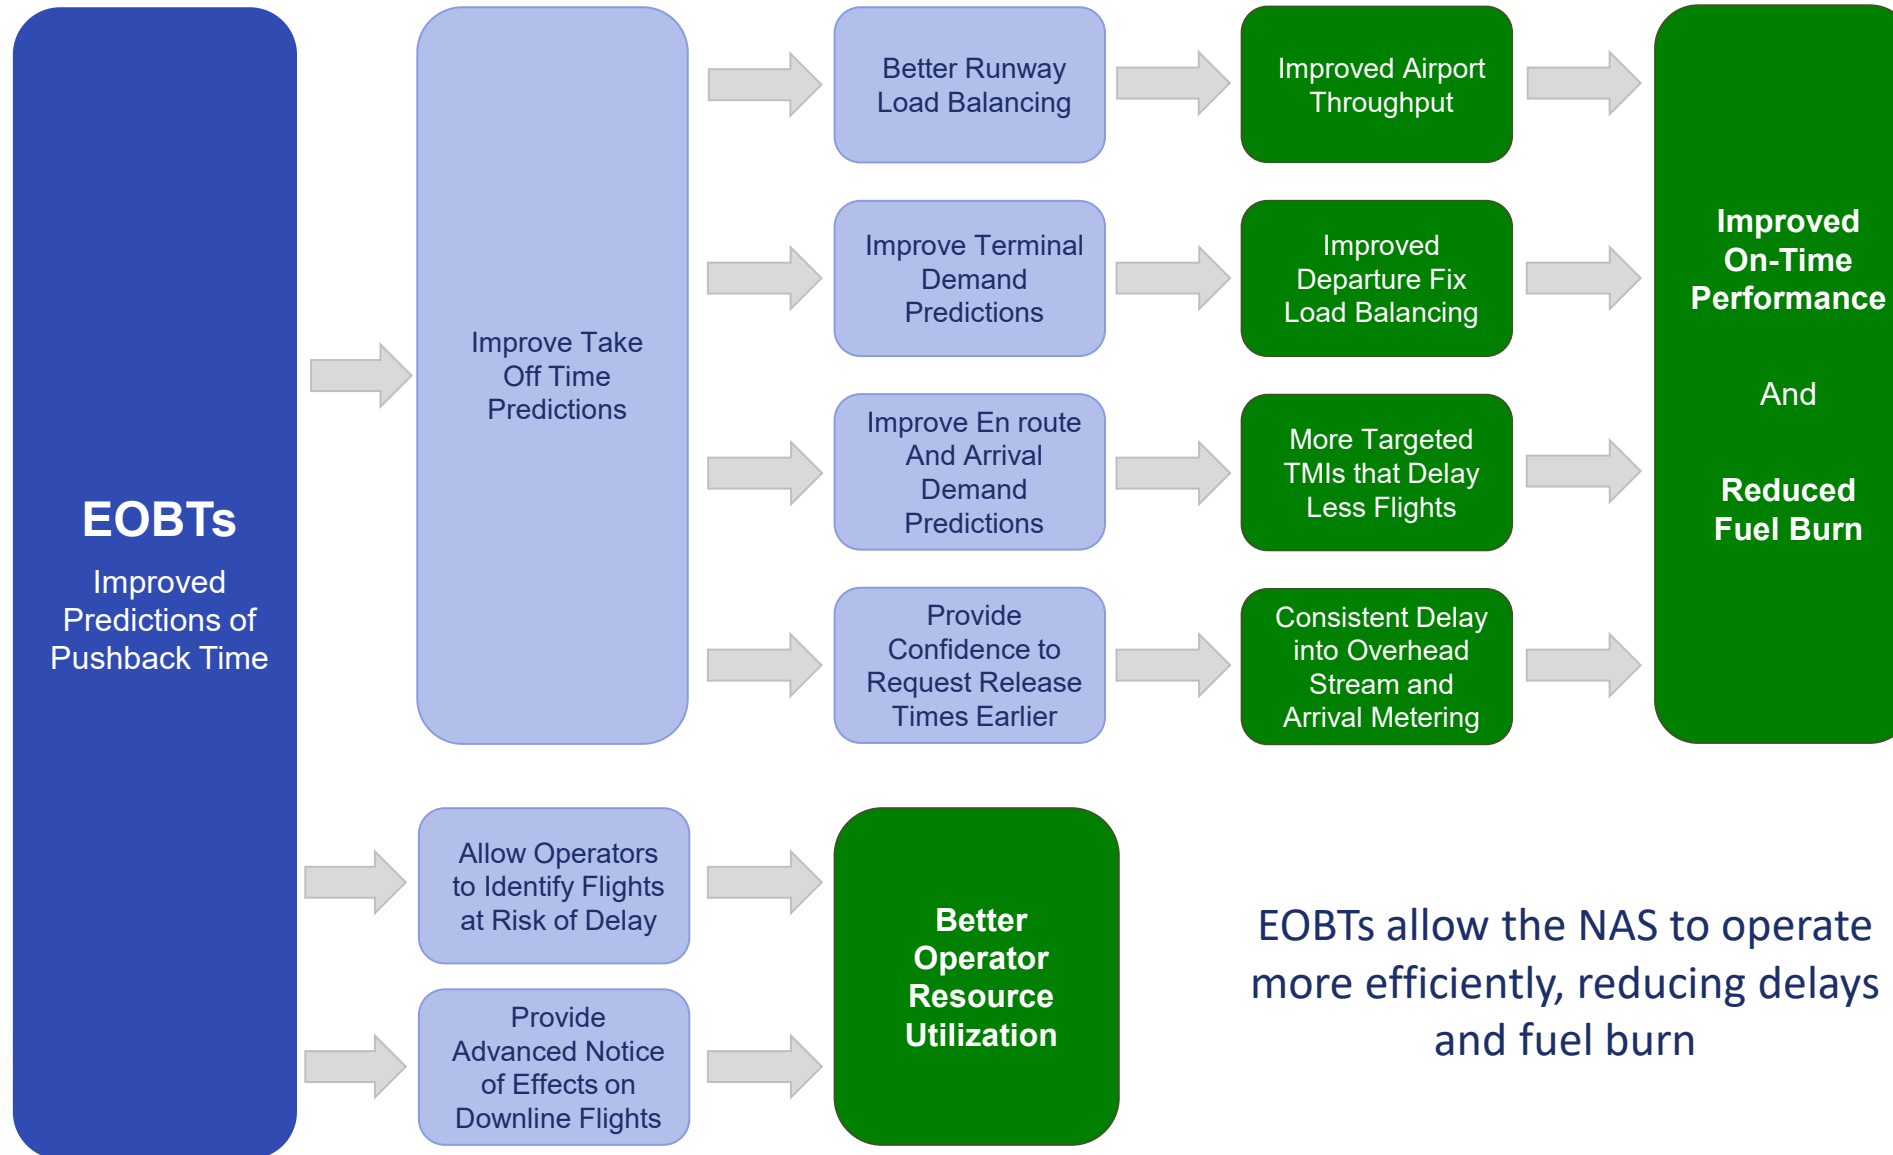 EOBTs
Improved
Predictions of
Pushback Time
Improve Take
Off Time
Predictions
Better Runway
Load Balancing
Improved Airport
Throughput
Improve Terminal
Demand
Predictions
Improved
Departure Fix
Load Balancing
Improve En route
And Arrival
Demand
Predictions
More Targeted
TMIs that Delay
Less Flights
Provide
Confidence to
Request Release
Times Earlier
Consistent Delay
into Overhead
Stream and
Arrival Metering
Improved
On-Time
Performance
And
Reduced
Fuel Burn
Allow Operators
to Identify Flights
at Risk of Delay
Provide
Advanced Notice
of Effects on
Downline Flights
Better
Operator
Resource
Utilization
EOBTs allow the NAS to operate
more efficiently, reducing delays
and fuel burn